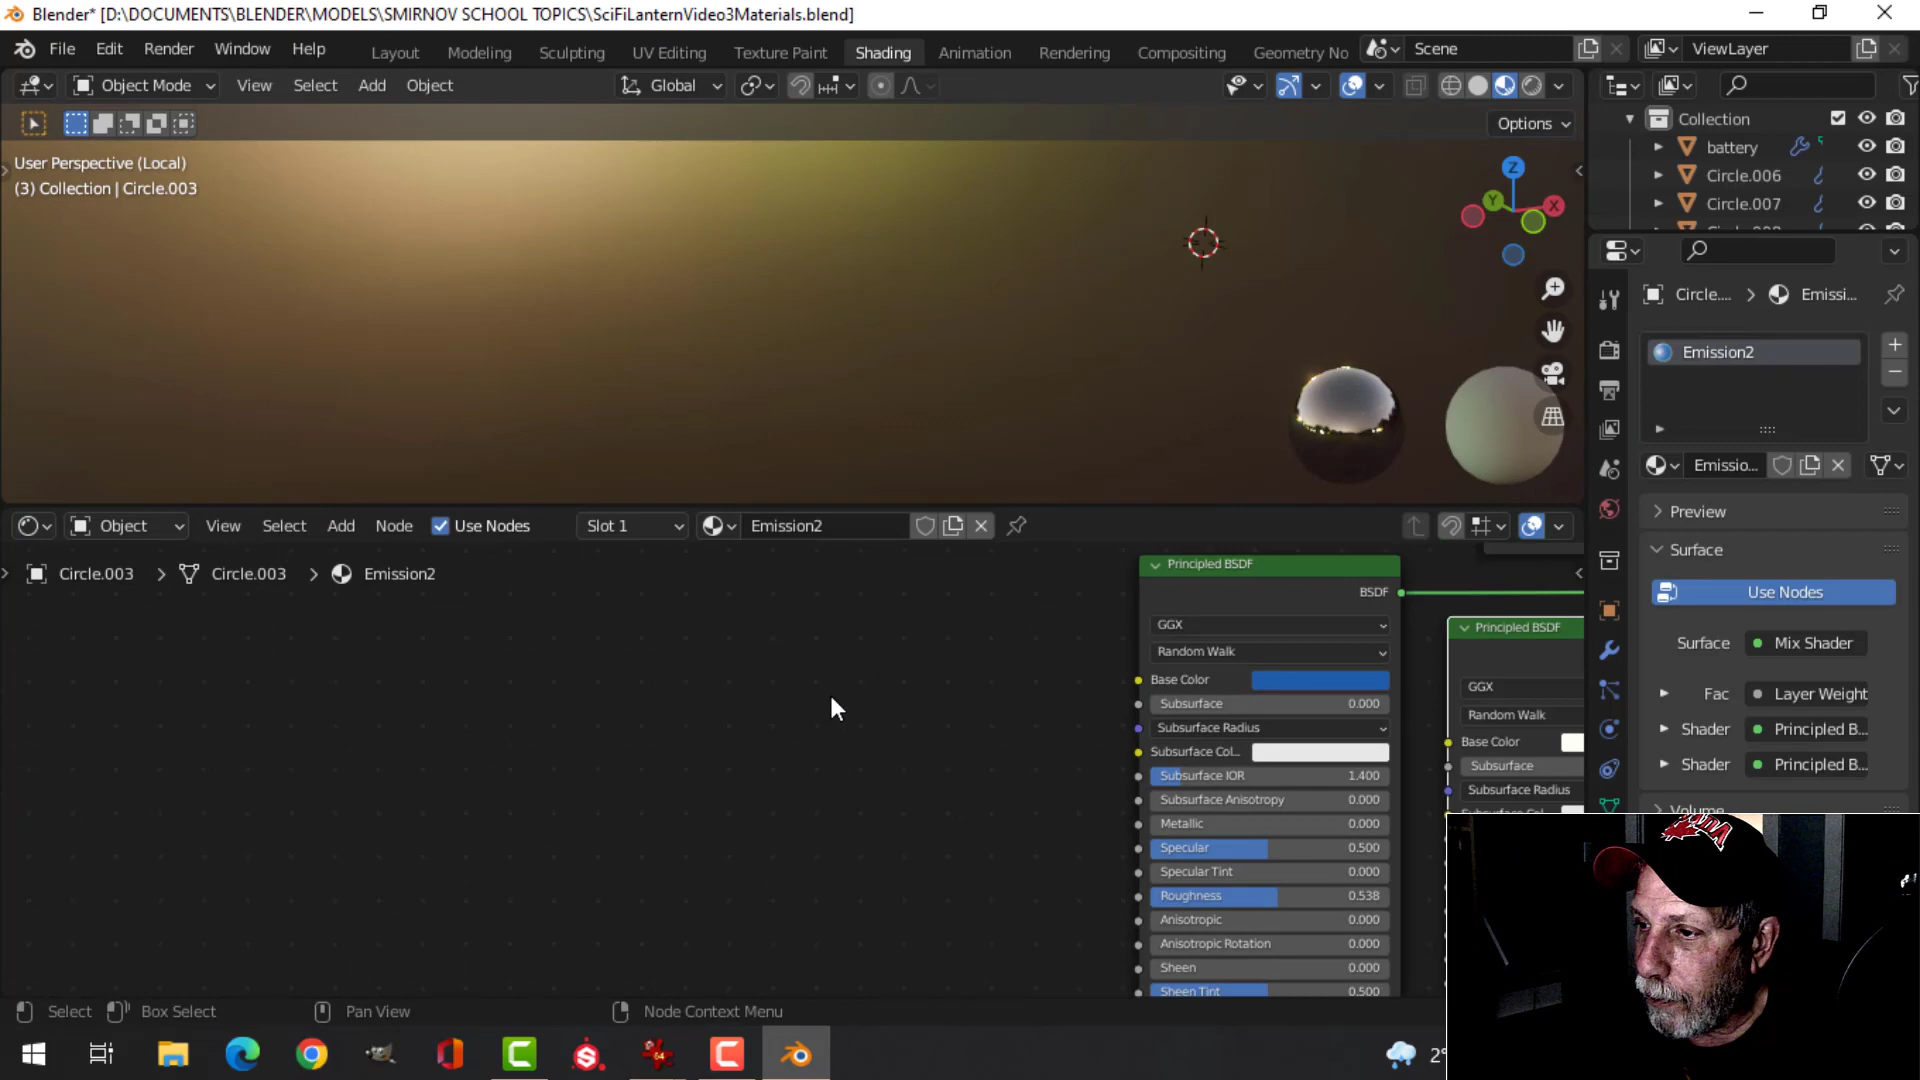 Blender* [D:\DOCUMENTS\BLENDER\MODELS\SMIRNOV SCHOOL TOPICS\SciFiLanternVideo3Materials.blend]
File Edit Render Window Help Layout Modeling Sculpting UV Editing Texture Paint Shading Animation Rendering Compositing Geometry No Scene ViewLayer
Object Mode View Select Add Object Global
Options
Collection
battery
Circle.006
Circle.007
User Perspective (Local)
(3) Collection | Circle.003
Z
Y
X
Circle.... Emissi...
Emission2
Emissio...
Preview
Surface
Use Nodes
Surface Mix Shader
Fac Layer Weight
Shader Principled B...
Shader Principled B...
Volume
Object View Select Add Node Use Nodes Slot 1 Emission2
Circle.003 Circle.003 Emission2
Principled BSDF
BSDF
GGX
Random Walk
Base Color
Subsurface 0.000
Subsurface Radius
Subsurface Col...
Subsurface IOR 1.400
Subsurface Anisotropy 0.000
Metallic 0.000
Specular 0.500
Specular Tint 0.000
Roughness 0.538
Anisotropic 0.000
Anisotropic Rotation 0.000
Sheen 0.000
Sheen Tint 0.500
Principled BSDF
GGX
Random Walk
Base Color
Subsurface
Subsurface Radius
Select Box Select Pan View Node Context Menu
2°